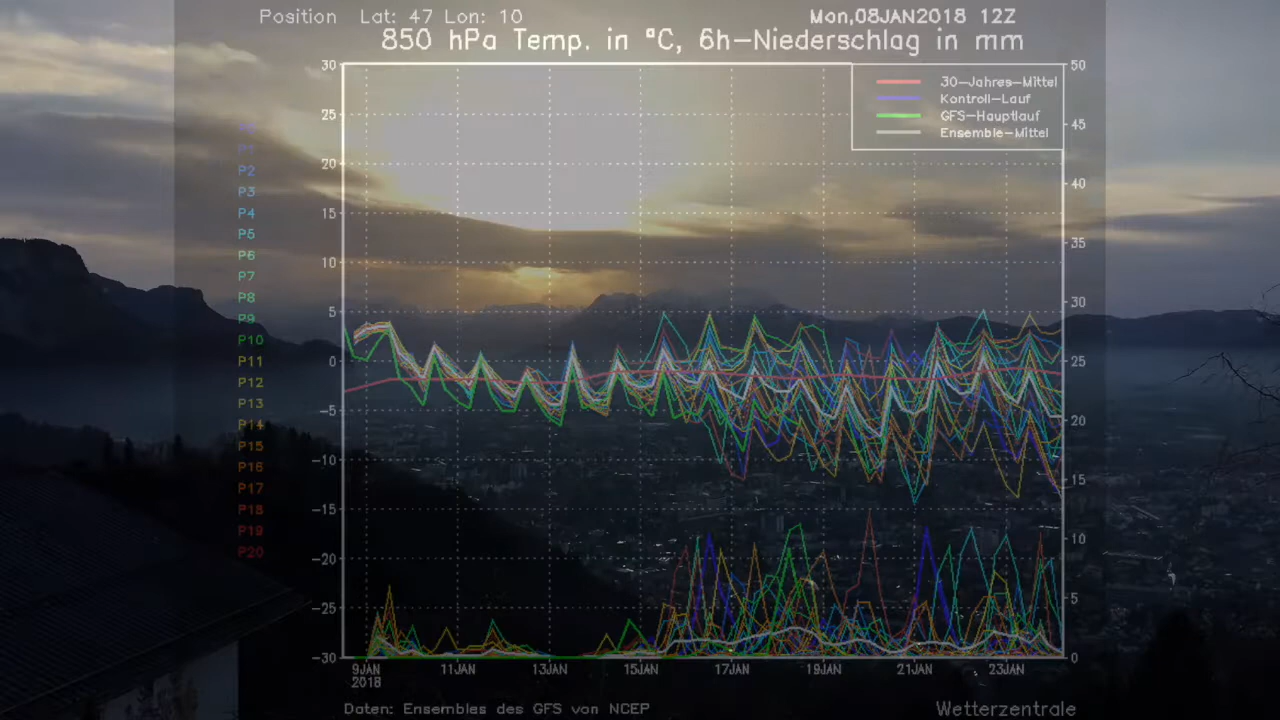 Position Lat: 47 Lon: 10
Mon,08JAN2018 12Z
850 hPa Temp. in °C, 6h-Niederschlag in mm
30-Jahres-Mittel
Kontroll-Lauf
GFS-Hauptlauf
Ensemble-Mittel
30
25
20
15
10
5
0
-5
-10
-15
-20
-25
-30
50
45
40
35
30
25
20
15
10
5
0
P1
P2
P3
P4
P5
P6
P7
P8
P9
P10
P11
P12
P13
P14
P15
P16
P17
P18
P19
P20
9JAN 11JAN 13JAN 15JAN 17JAN 19JAN 21JAN 23JAN
2018
Daten: Ensembles des GFS von NCEP
Wetterzentrale